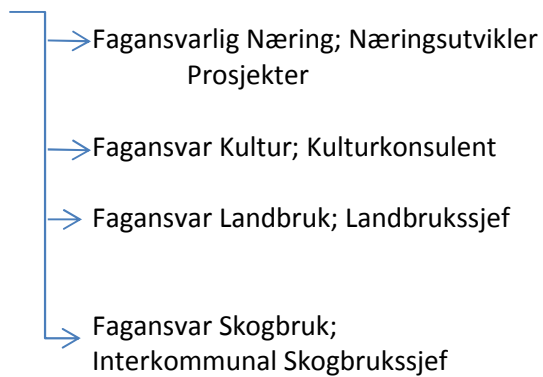 Fagansvarlig Næring; Næringsutvikler
Prosjekter
Fagansvar Kultur; Kulturkonsulent
Fagansvar Landbruk; Landbrukssjef
Fagansvar Skogbruk;
Interkommunal Skogbrukssjef